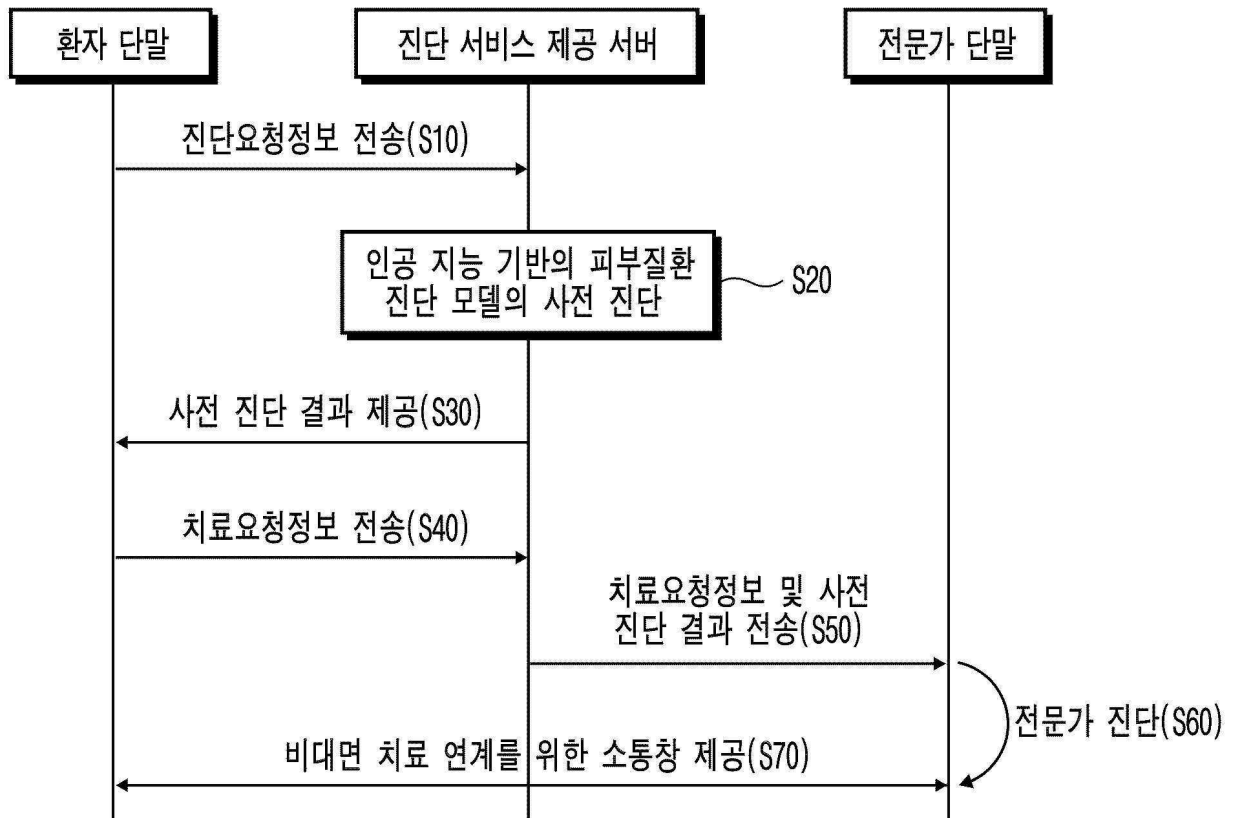 환자 단말
진단 서비스 제공 서버
전문가 단말
진단요청정보 전송(S10)
인공 지능 기반의 피부질환
진단 모델의 사전 진단
S20
사전 진단 결과 제공(S30)
치료요청정보 전송(S40)
치료요청정보 및 사전
진단 결과 전송(S50)
전문가 진단(S60)
비대면 치료 연계를 위한 소통창 제공(S70)